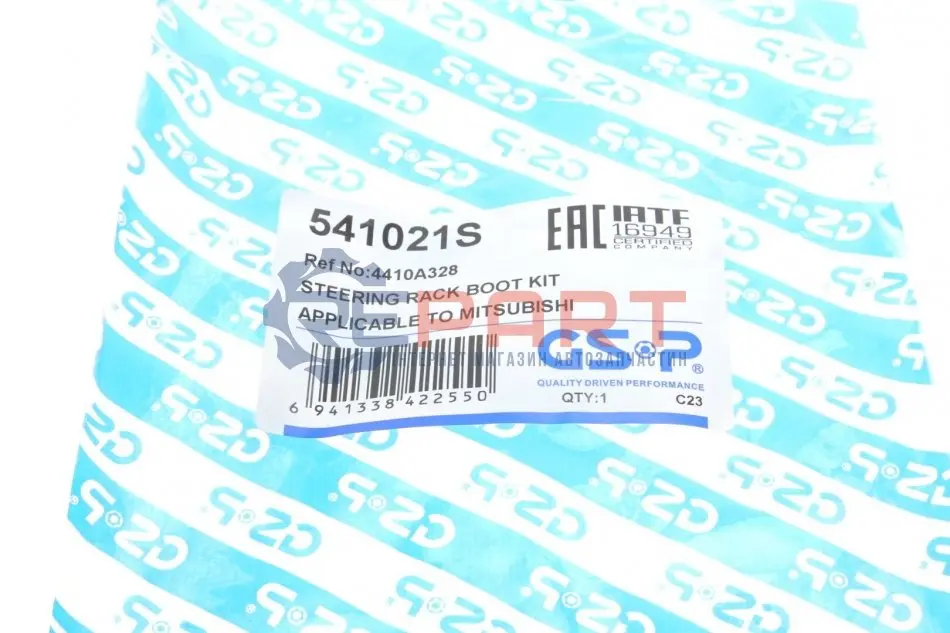 541021S
EAC
IATF
16949
CERTIFIED
COMPANY
Ref No:4410A328
STEERING RACK BOOT KIT
APPLICABLE TO MITSUBISHI
GSP®
QUALITY DRIVEN PERFORMANCE
QTY:1 C23
6 941338 422550
EPART
ІНТЕРНЕТ МАГАЗИН АВТОЗАПЧАСТИН